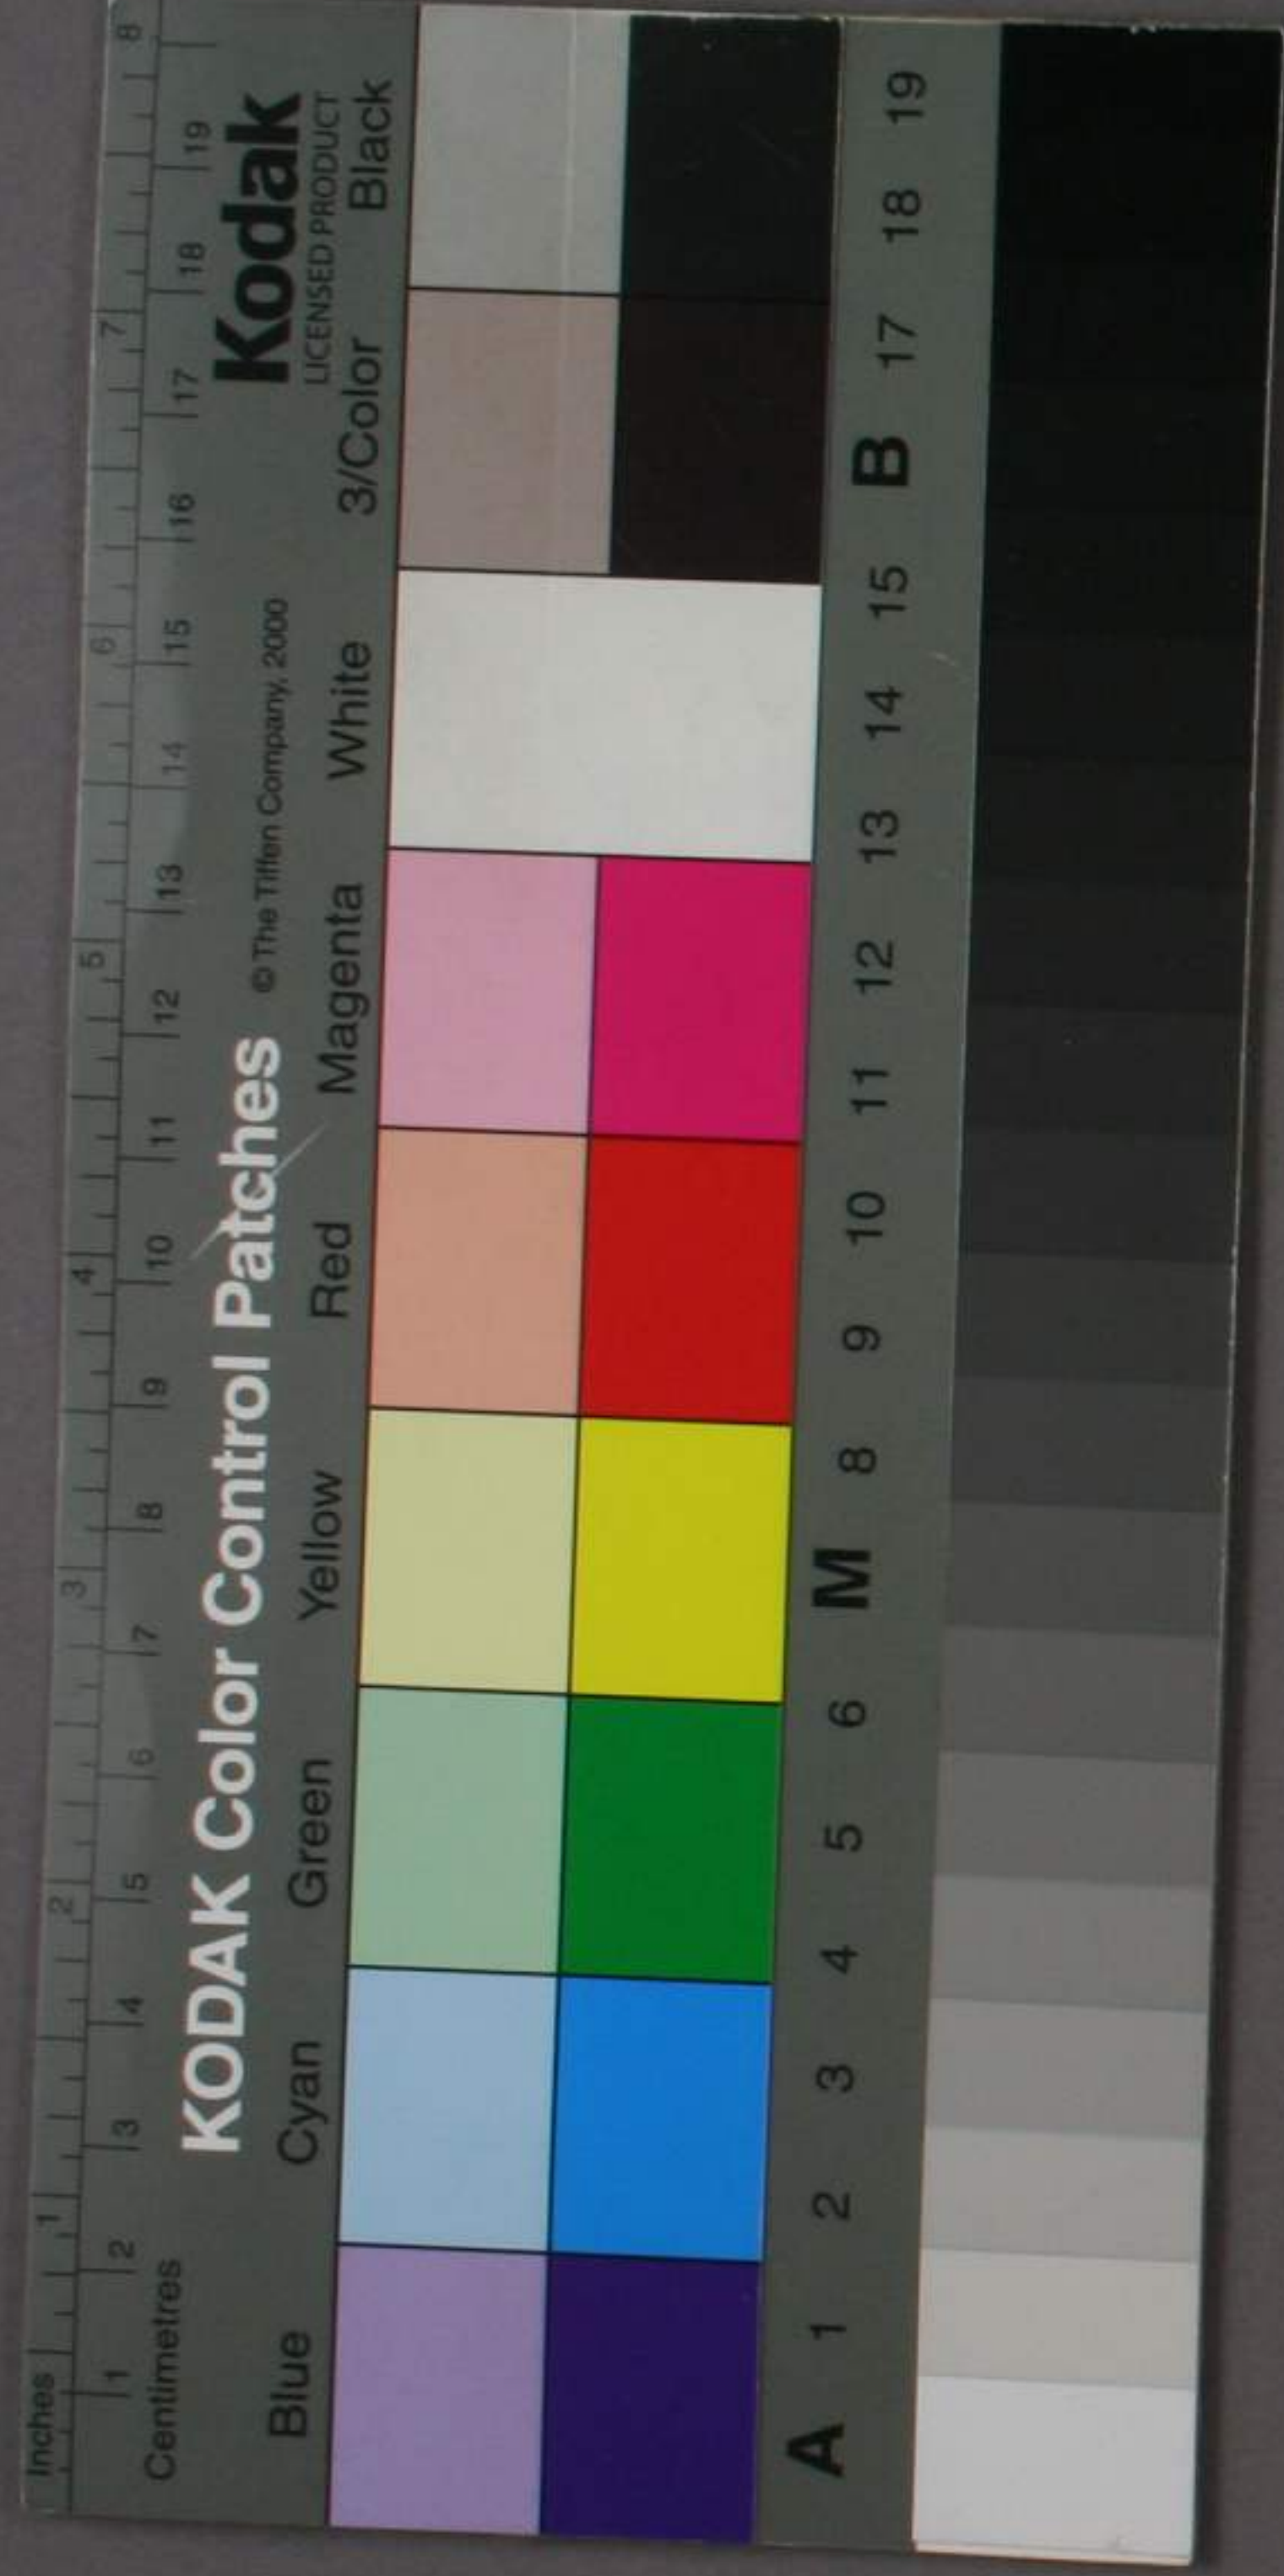 Inches 1 2 3 4 5 6 7 8
Centimetres 1 2 3 4 5 6 7 8 9 10 11 12 13 14 15 16 17 18 19
KODAK Color Control Patches © The Tiffen Company, 2000 Kodak
LICENSED PRODUCT
Blue Cyan Green Yellow Red Magenta White 3/Color Black
A 1 2 3 4 5 6 M 8 9 10 11 12 13 14 15 B 17 18 19